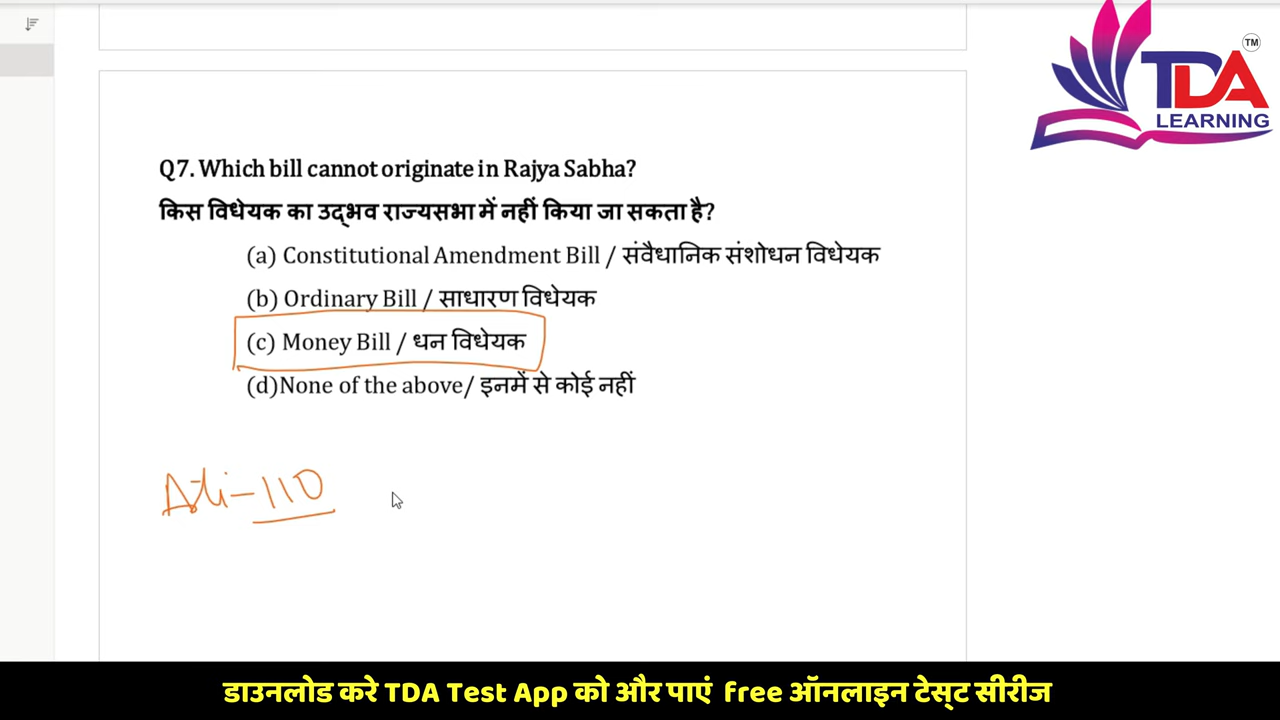 TDA
TM
LEARNING
Q7. Which bill cannot originate in Rajya Sabha?
किस विधेयक का उद्भव राज्यसभा में नहीं किया जा सकता है?
(a) Constitutional Amendment Bill / संवैधानिक संशोधन विधेयक
(b) Ordinary Bill / साधारण विधेयक
(c) Money Bill / धन विधेयक
(d)None of the above/ इनमें से कोई नहीं
Arti-110
डाउनलोड करे TDA Test App को और पाएं free ऑनलाइन टेस्ट सीरीज